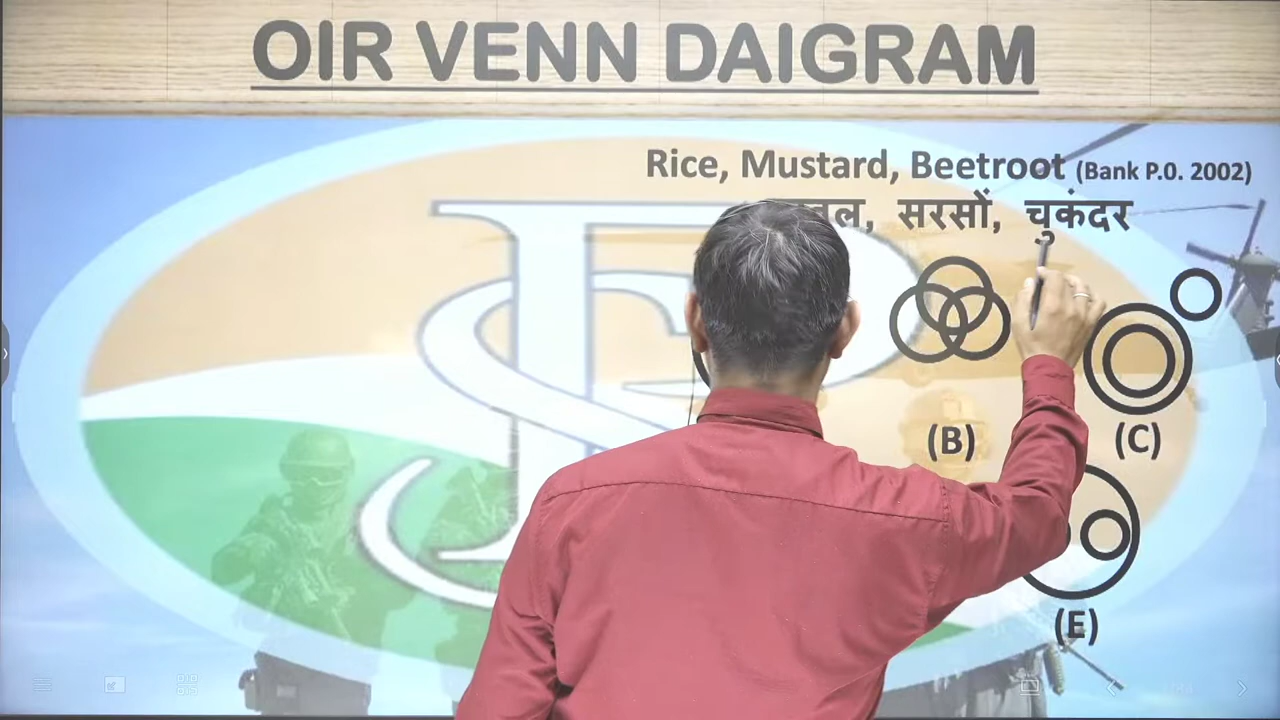 OIR VENN DAIGRAM
Rice, Mustard, Beetroot (Bank P.O. 2002)
सरसों, चुकंदर
(B)
(C)
(E)